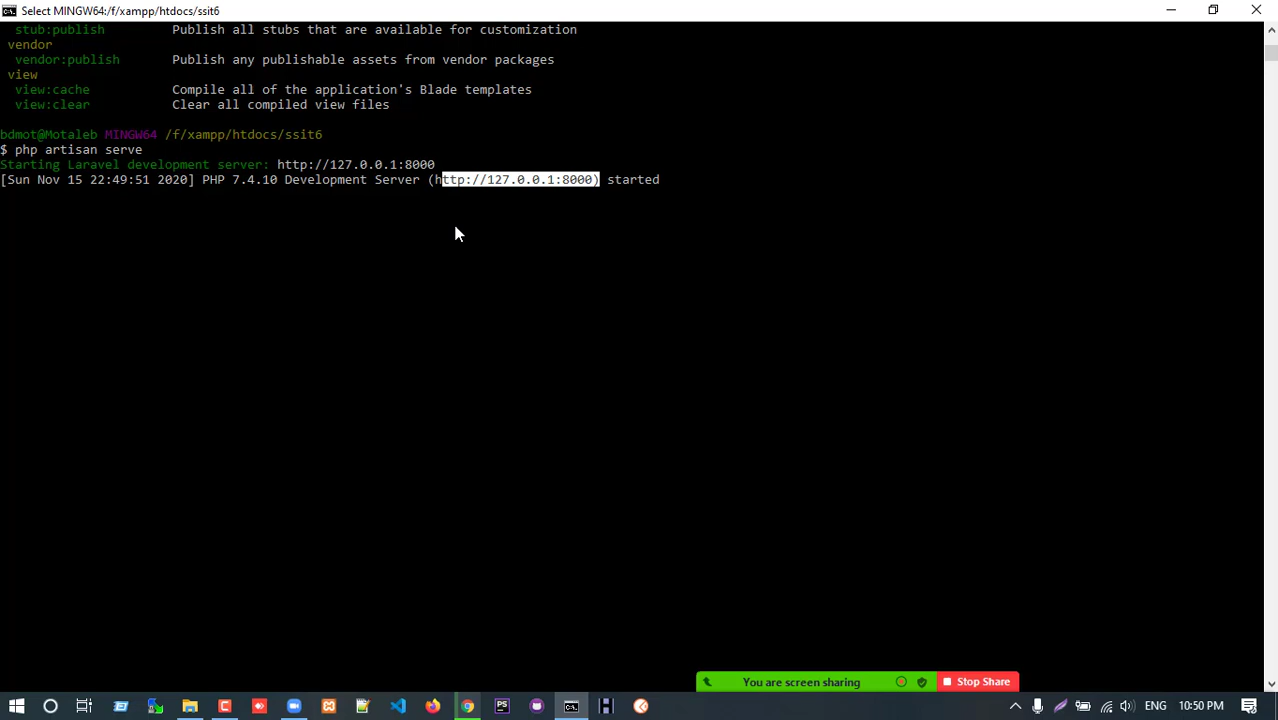 Select MINGW64:/f/xampp/htdocs/ssit6
stub:publish Publish all stubs that are available for customization
vendor
vendor:publish Publish any publishable assets from vendor packages
view
view:cache Compile all of the application's Blade templates
view:clear Clear all compiled view files
bdmot@Motaleb MINGW64 /f/xampp/htdocs/ssit6
$ php artisan serve
Starting Laravel development server: http://127.0.0.1:8000
[Sun Nov 15 22:49:51 2020] PHP 7.4.10 Development Server (http://127.0.0.1:8000) started
You are screen sharing Stop Share
PS
ENG 10:50 PM